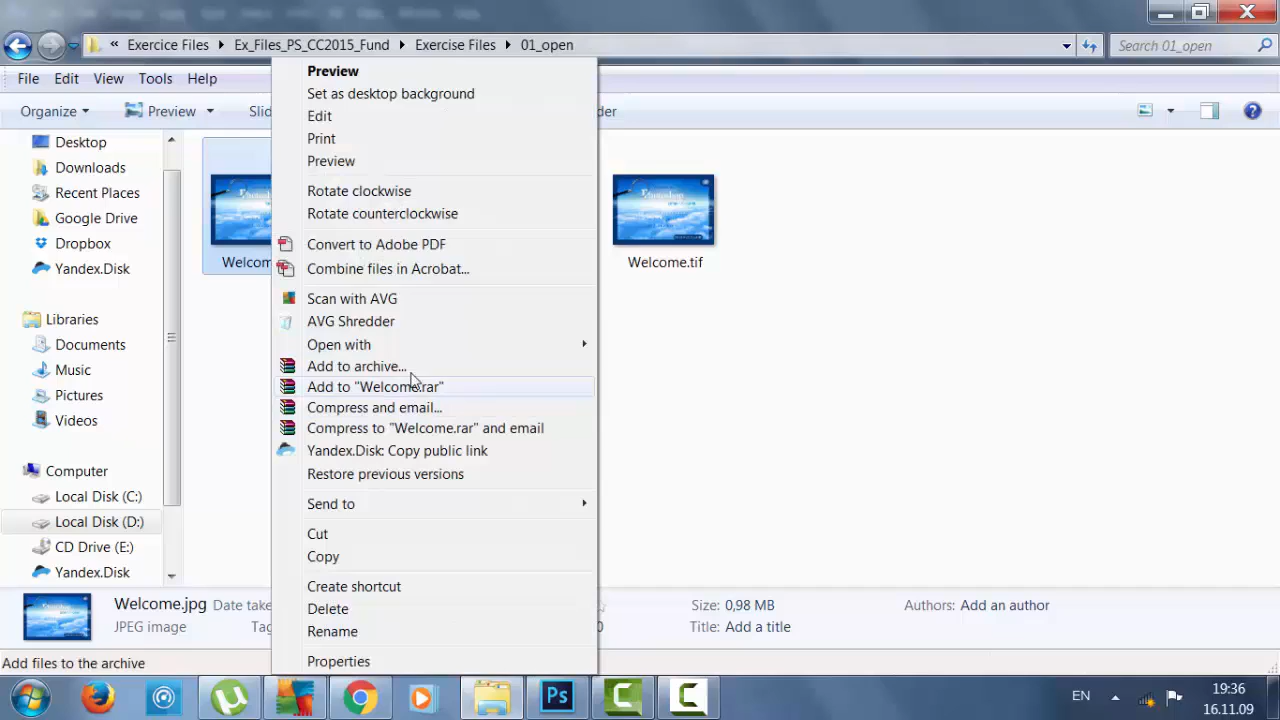 « Exercice Files ▸ Ex_Files_PS_CC2015_Fund ▸ Exercise Files ▸ 01_open
Search 01_open
File Edit View Tools Help
Organize Preview
Desktop
Downloads
Recent Places
Google Drive
Dropbox
Yandex.Disk
Libraries
Documents
Music
Pictures
Videos
Computer
Local Disk (C:)
Local Disk (D:)
CD Drive (E:)
Yandex.Disk
Welcome.tif
Preview
Set as desktop background
Edit
Print
Preview
Rotate clockwise
Rotate counterclockwise
Convert to Adobe PDF
Combine files in Acrobat...
Scan with AVG
AVG Shredder
Open with
Add to archive...
Add to "Welcome.rar"
Compress and email...
Compress to "Welcome.rar" and email
Yandex.Disk: Copy public link
Restore previous versions
Send to
Cut
Copy
Create shortcut
Delete
Rename
Properties
Welcome.jpg Date take
Size: 0,98 MB
Authors: Add an author
JPEG image
Title: Add a title
Add files to the archive
Ps
EN
19:36
16.11.09